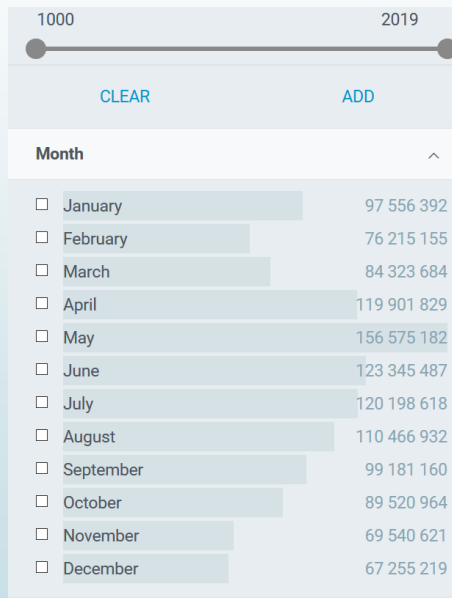 1000 2019
CLEAR ADD
Month
January 97 556 392
February 76 215 155
March 84 323 684
April 119 901 829
May 156 575 182
June 123 345 487
July 120 198 618
August 110 466 932
September 99 181 160
October 89 520 964
November 69 540 621
December 67 255 219